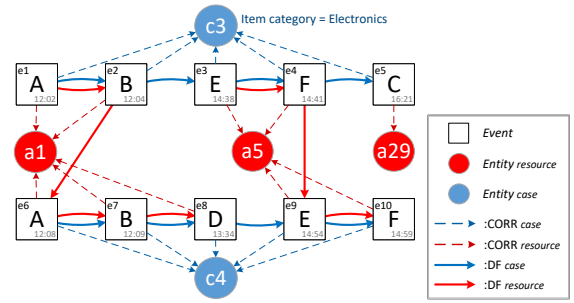 c3
Item category = Electronics
e1 A 12:02
e2 B 12:04
e3 E 14:38
e4 F 14:41
e5 C 16:21
a1
a5
a29
e6 A 12:08
e7 B 12:09
e8 D 13:34
e9 E 14:54
e10 F 14:59
c4
Event
Entity resource
Entity case
:CORR case
:CORR resource
:DF case
:DF resource